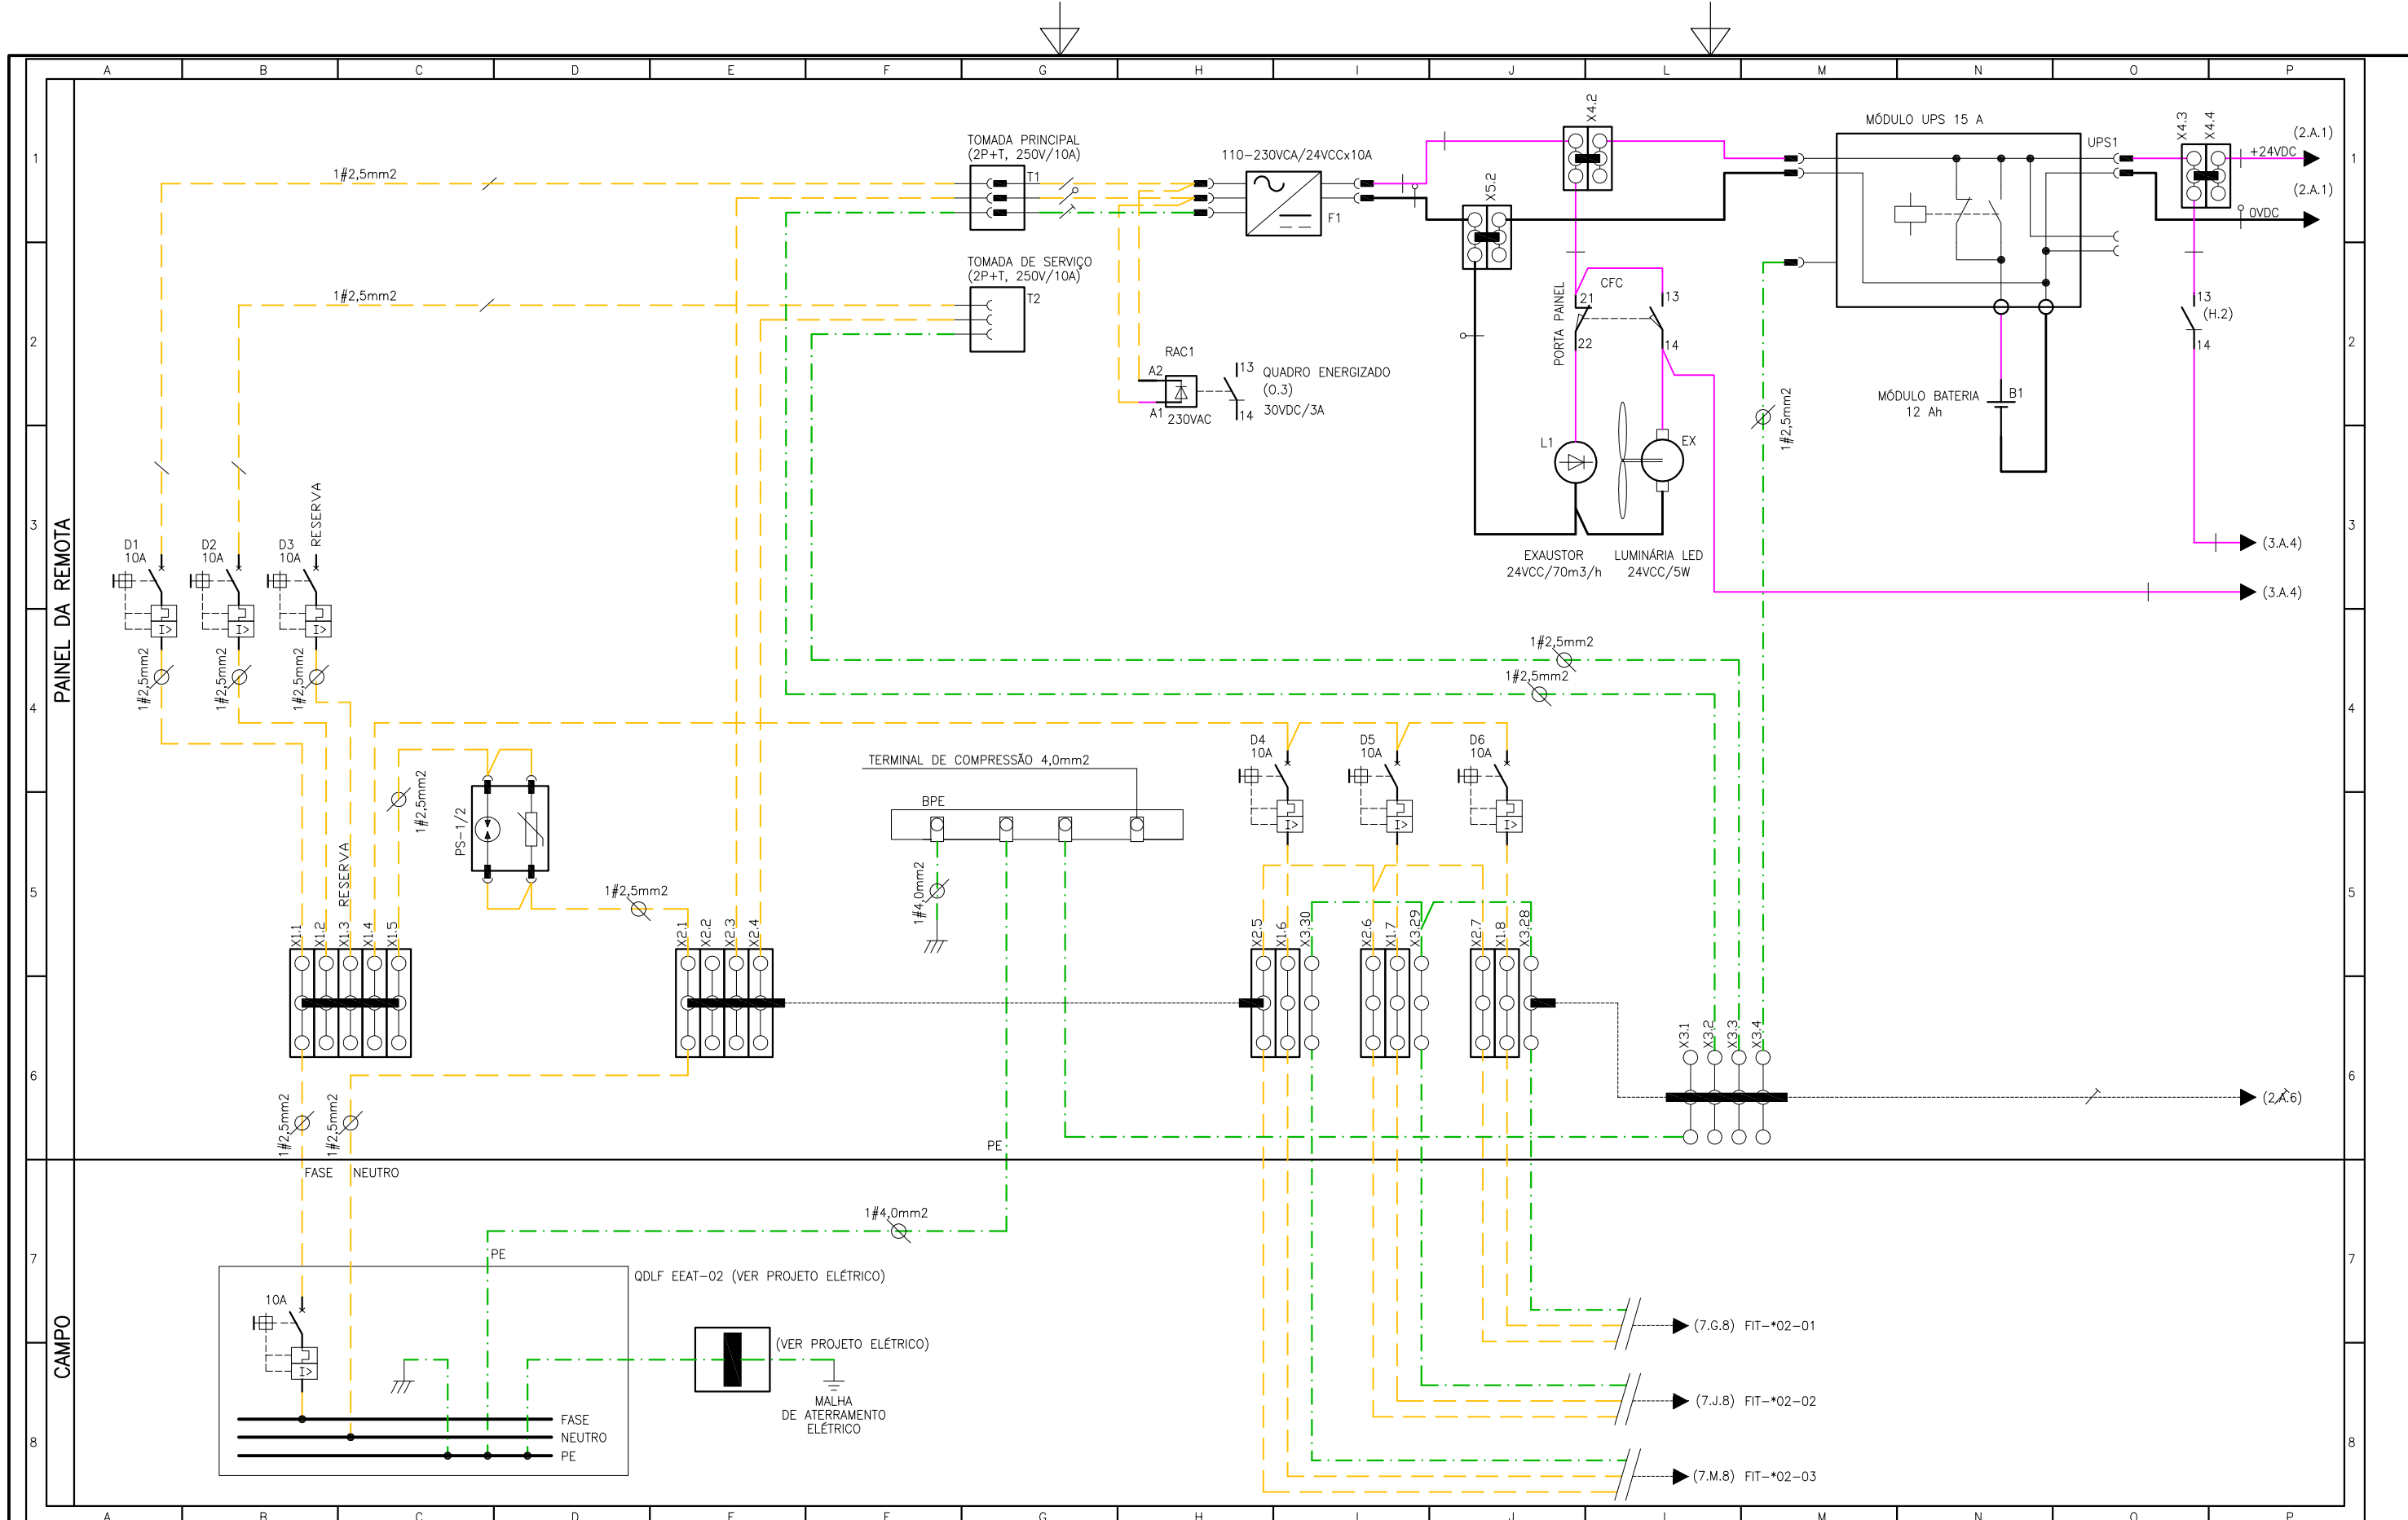 A B C D E F G H I J L M N O P
1
2
3
4
5
6
7
8
PAINEL DA REMOTA
CAMPO
1#2,5mm2
1#2,5mm2
TOMADA PRINCIPAL
(2P+T, 250V/10A)
T1
TOMADA DE SERVIÇO
(2P+T, 250V/10A)
T2
110-230VCA/24VCCx10A
F1
RAC1
A2
A1
230VAC
13
14
QUADRO ENERGIZADO
(O.3)
30VDC/3A
X5.2
X4.2
PORTA PAINEL
CFC
21
22
13
14
L1
EX
EXAUSTOR
24VCC/70m3/h
LUMINÁRIA LED
24VCC/5W
MÓDULO UPS 15 A
UPS1
MÓDULO BATERIA
12 Ah
B1
1#2,5mm2
X4.3
X4.4
(2.A.1)
+24VDC
(2.A.1)
0VDC
13
(H.2)
14
(3.A.4)
(3.A.4)
D1
10A
D2
10A
D3
10A
RESERVA
I>
I>
I>
1#2,5mm2
1#2,5mm2
1#2,5mm2
1#2,5mm2
1#2,5mm2
1#2,5mm2
PS-1/2
1#2,5mm2
TERMINAL DE COMPRESSÃO 4,0mm2
BPE
1#4,0mm2
D4
10A
D5
10A
D6
10A
I>
I>
I>
RESERVA
X1.1
X1.2
X1.3
X1.4
X1.5
X2.1
X2.2
X2.3
X2.4
X2.5
X1.6
X3.30
X2.6
X1.7
X3.29
X2.7
X1.8
X3.28
X3.1
X3.2
X3.3
X3.4
(2.A.6)
1#2,5mm2
1#2,5mm2
PE
FASE
NEUTRO
1#4,0mm2
PE
QDLF EEAT-02 (VER PROJETO ELÉTRICO)
10A
I>
FASE
NEUTRO
PE
(VER PROJETO ELÉTRICO)
MALHA
DE ATERRAMENTO
ELÉTRICO
(7.G.8) FIT-*02-01
(7.J.8) FIT-*02-02
(7.M.8) FIT-*02-03
1
2
3
4
5
6
7
8
A B C D E F G H I J L M N O P